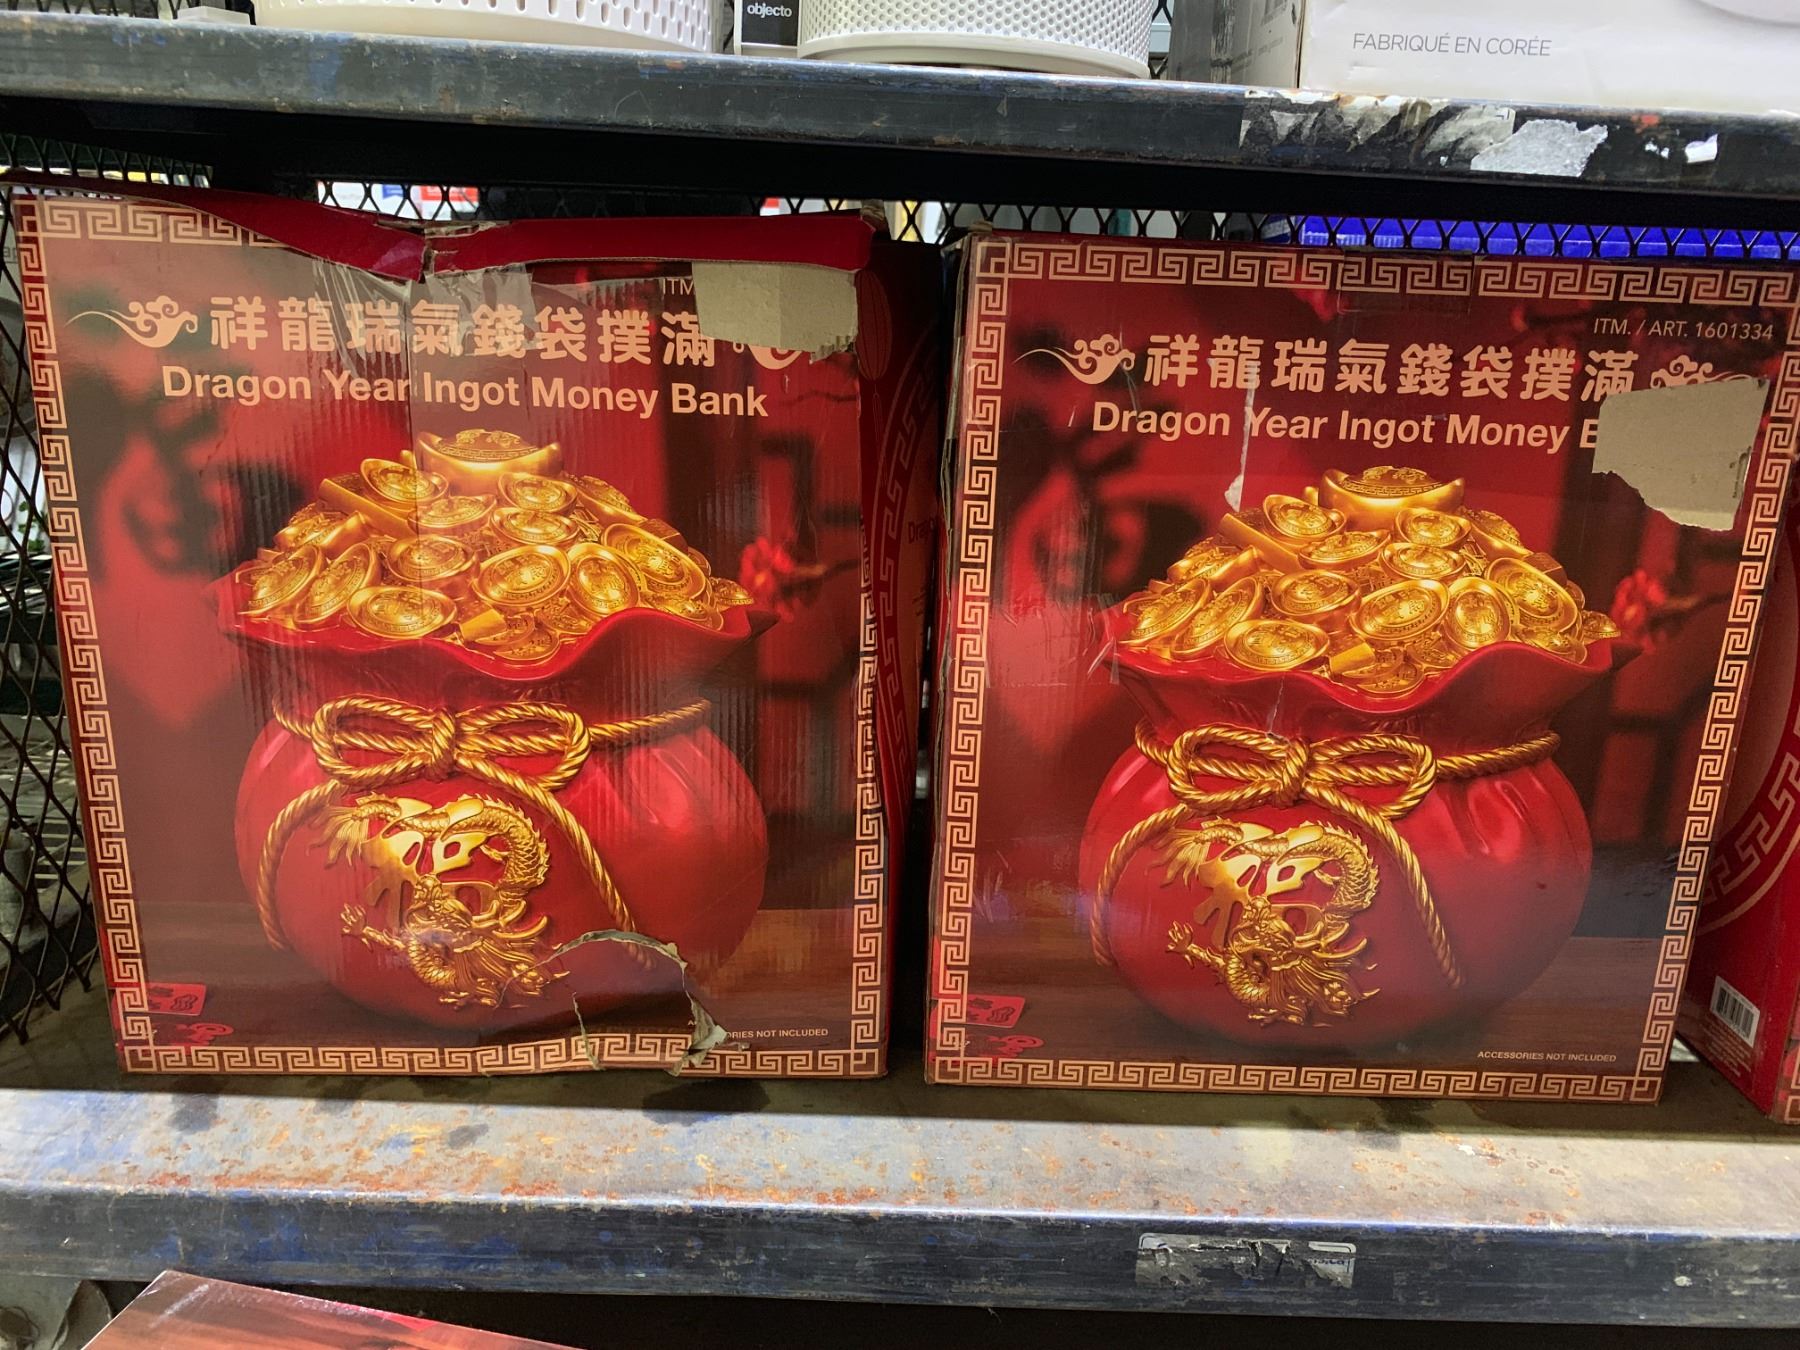 objecto
FABRIQUÉ EN CORÉE
ITM
祥龍瑞氣錢袋撲滿
Dragon Year Ingot Money Bank
福
RIES NOT INCLUDED
ITM. / ART. 1601334
祥龍瑞氣錢袋撲滿
Dragon Year Ingot Money
福
ACCESSORIES NOT INCLUDED